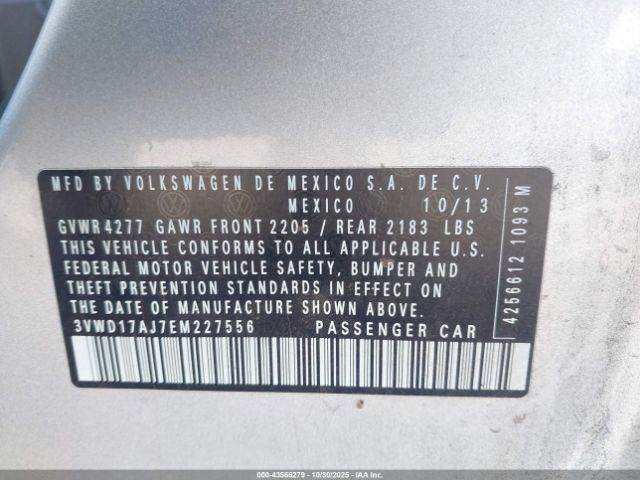 MFD BY VOLKSWAGEN DE MEXICO S.A. DE C.V.
MEXICO 10/13
GVWR 4277 GAWR FRONT 2205 / REAR 2183 LBS
THIS VEHICLE CONFORMS TO ALL APPLICABLE U.S.
FEDERAL MOTOR VEHICLE SAFETY, BUMPER AND
THEFT PREVENTION STANDARDS IN EFFECT ON
THE DATE OF MANUFACTURE SHOWN ABOVE.
3VWD17AJ7EM227556 PASSENGER CAR
4256612 1093 M
000-43566279 - 10/30/2025 - IAAI.COM